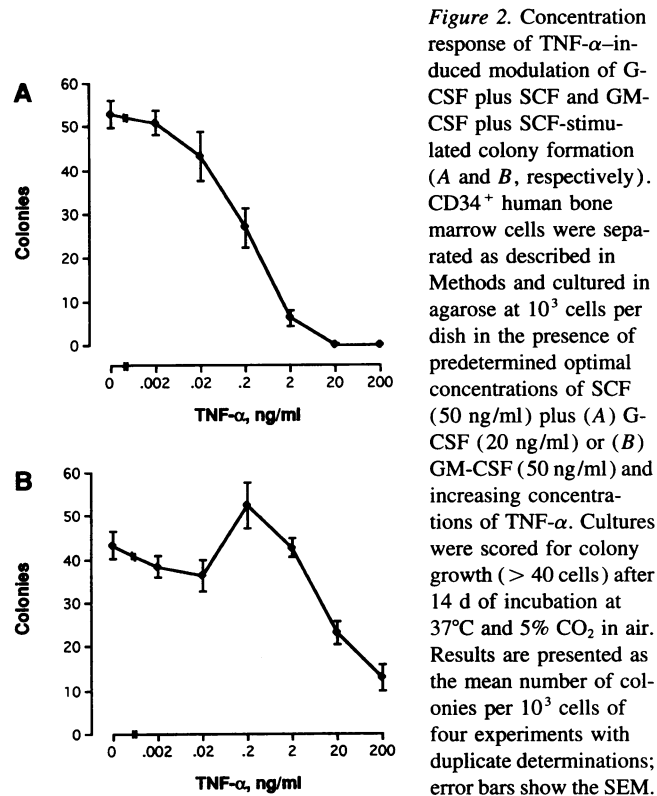 A
60
50
40
30
20
10
0
Colonies
0 .002 .02 .2 2 20 200
TNF-α, ng/ml
B
60
50
40
30
20
10
0
Colonies
0 .002 .02 .2 2 20 200
TNF-α, ng/ml
Figure 2. Concentration
response of TNF-α–in-
duced modulation of G-
CSF plus SCF and GM-
CSF plus SCF-stimu-
lated colony formation
(A and B, respectively).
CD34⁺ human bone
marrow cells were sepa-
rated as described in
Methods and cultured in
agarose at 10³ cells per
dish in the presence of
predetermined optimal
concentrations of SCF
(50 ng/ml) plus (A) G-
CSF (20 ng/ml) or (B)
GM-CSF (50 ng/ml) and
increasing concentra-
tions of TNF-α. Cultures
were scored for colony
growth (> 40 cells) after
14 d of incubation at
37°C and 5% CO₂ in air.
Results are presented as
the mean number of col-
onies per 10³ cells of
four experiments with
duplicate determinations;
error bars show the SEM.